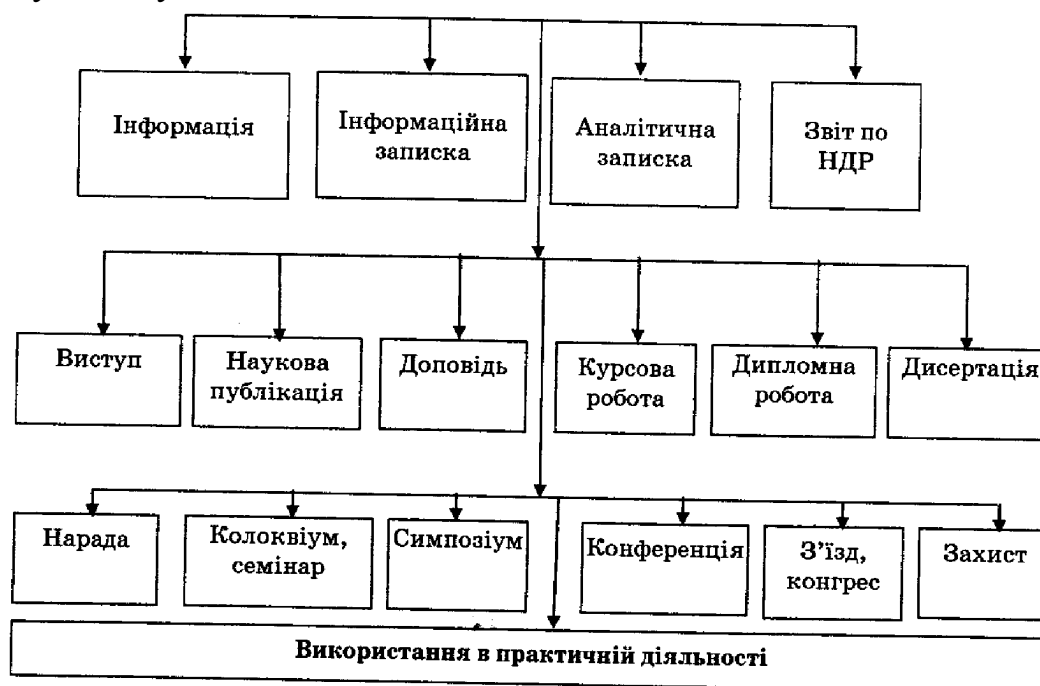 Інформація
Інформаційна
записка
Аналітична
записка
Звіт по
НДР
Виступ
Наукова
публікація
Доповідь
Курсова
робота
Дипломна
робота
Дисертація
Нарада
Колоквіум,
семінар
Симпозіум
Конференція
З’їзд,
конгрес
Захист
Використання в практичній діяльності